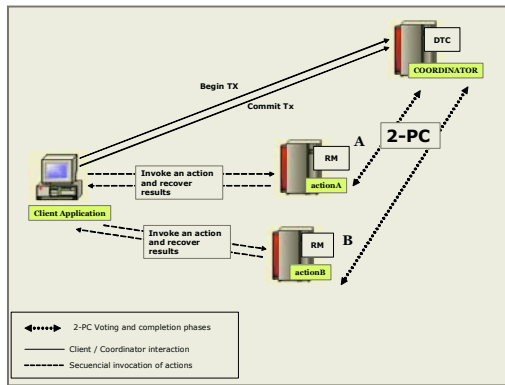 DTC
COORDINATOR
Begin TX
Commit Tx
2-PC
A
RM
actionA
Invoke an action
and recover
results
Client Application
B
RM
actionB
Invoke an action
and recover
results
2-PC Voting and completion phases
Client / Coordinator interaction
Secuencial invocation of actions